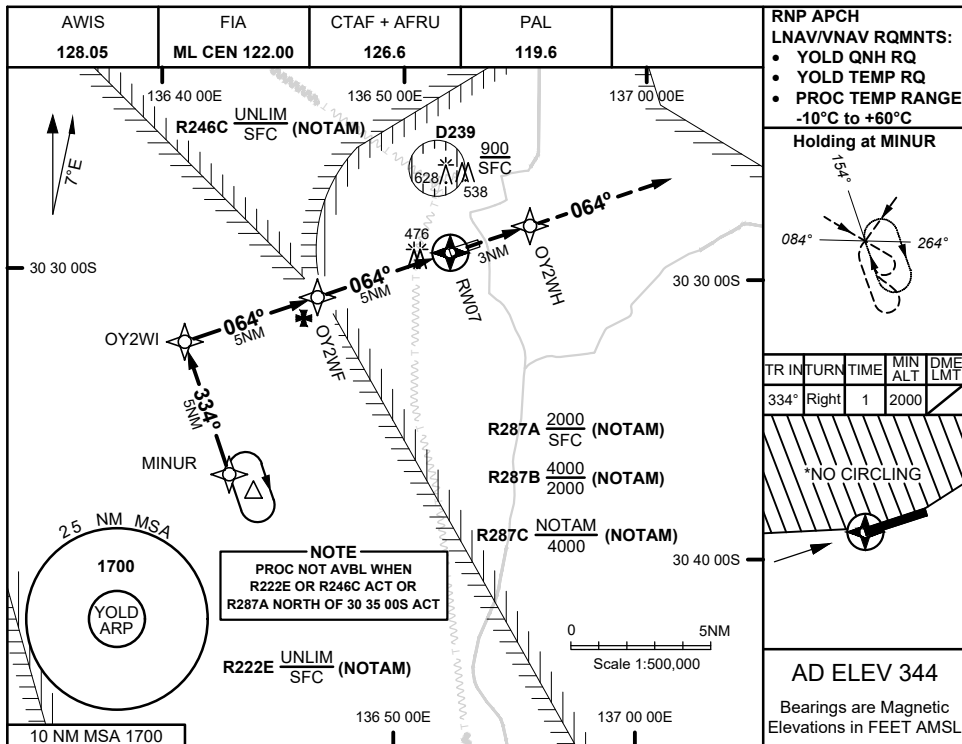 AWIS
128.05
FIA
ML CEN 122.00
CTAF + AFRU
126.6
PAL
119.6
RNP APCH
LNAV/VNAV RQMNTS:
• YOLD QNH RQ
• YOLD TEMP RQ
• PROC TEMP RANGE
-10°C to +60°C
136 40 00E
136 50 00E
137 00 00E
7°E
R246C UNLIM
SFC (NOTAM)
D239
900
SFC
628
538
476
064°
064°
5NM
064°
5NM
3NM
30 30 00S
30 30 00S
OY2WI
OY2WF
RW07
OY2WH
334°
5NM
MINUR
R287A 2000
SFC (NOTAM)
R287B 4000
2000 (NOTAM)
R287C NOTAM
4000 (NOTAM)
30 40 00S
25 NM MSA
1700
YOLD
ARP
NOTE
PROC NOT AVBL WHEN
R222E OR R246C ACT OR
R287A NORTH OF 30 35 00S ACT
R222E UNLIM
SFC (NOTAM)
0 5NM
Scale 1:500,000
136 50 00E
137 00 00E
10 NM MSA 1700
Holding at MINUR
154°
084°
264°
TR IN TURN TIME MIN ALT DME LMT
334° Right 1 2000
*NO CIRCLING
AD ELEV 344
Bearings are Magnetic
Elevations in FEET AMSL